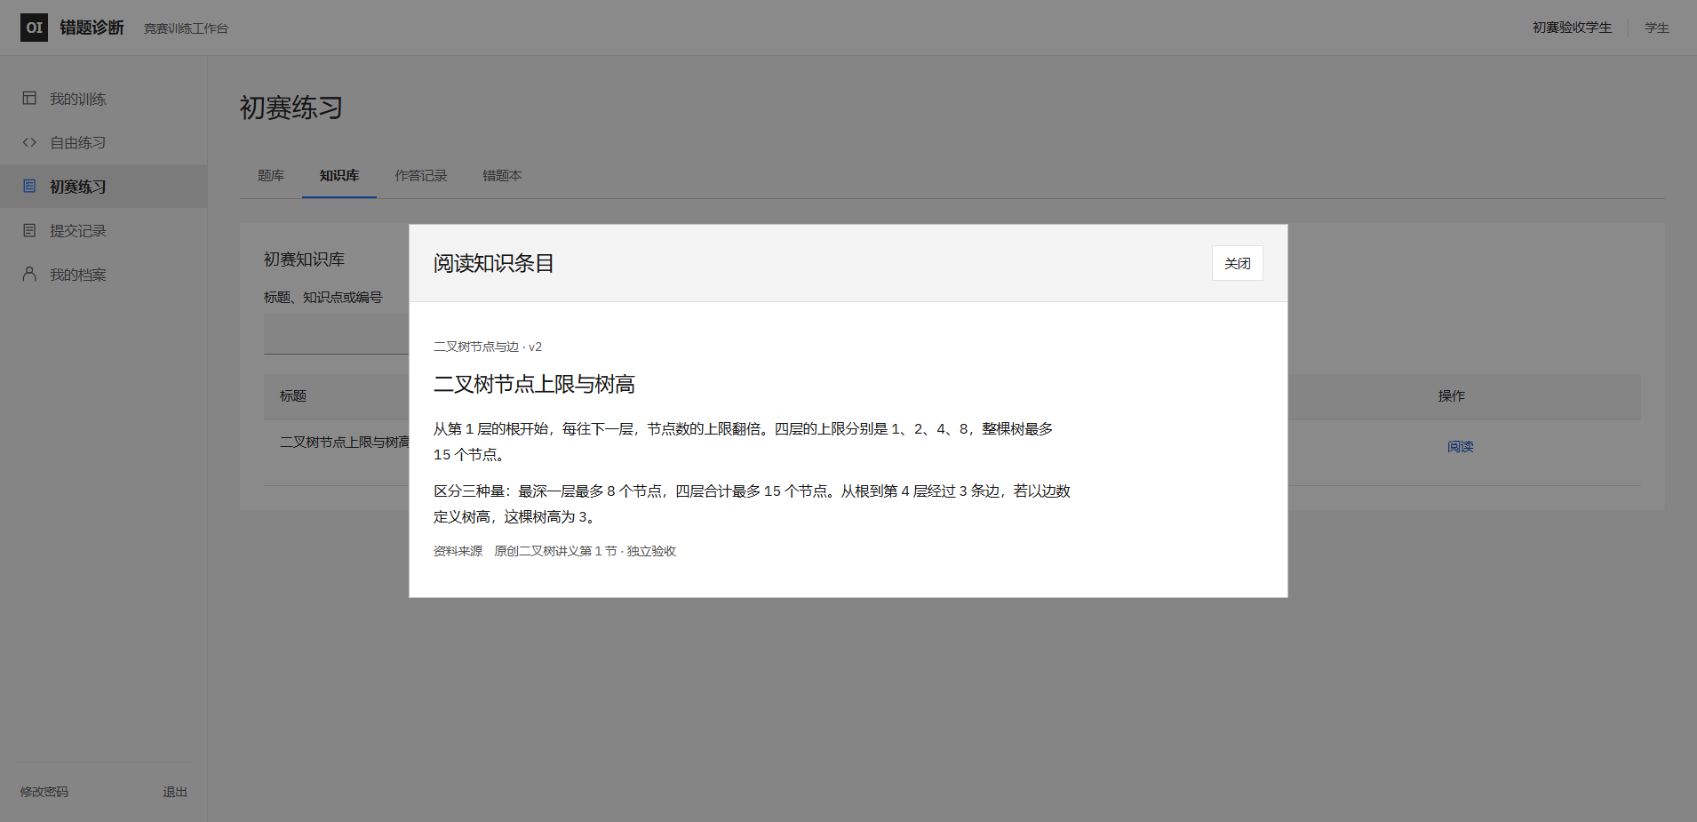 OI 错题诊断 竞赛训练工作台
初赛验收学生 学生
我的训练
自由练习
初赛练习
提交记录
我的档案
修改密码 退出
初赛练习
题库 知识库 作答记录 错题本
初赛知识库
标题、知识点或编号
标题 操作
二叉树节点上限与树高 阅读
阅读知识条目 关闭
二叉树节点与边 · v2
二叉树节点上限与树高
从第 1 层的根开始，每往下一层，节点数的上限翻倍。四层的上限分别是 1、2、4、8，整棵树最多
15 个节点。
区分三种量：最深一层最多 8 个节点，四层合计最多 15 个节点。从根到第 4 层经过 3 条边，若以边数
定义树高，这棵树高为 3。
资料来源 原创二叉树讲义第 1 节 · 独立验收